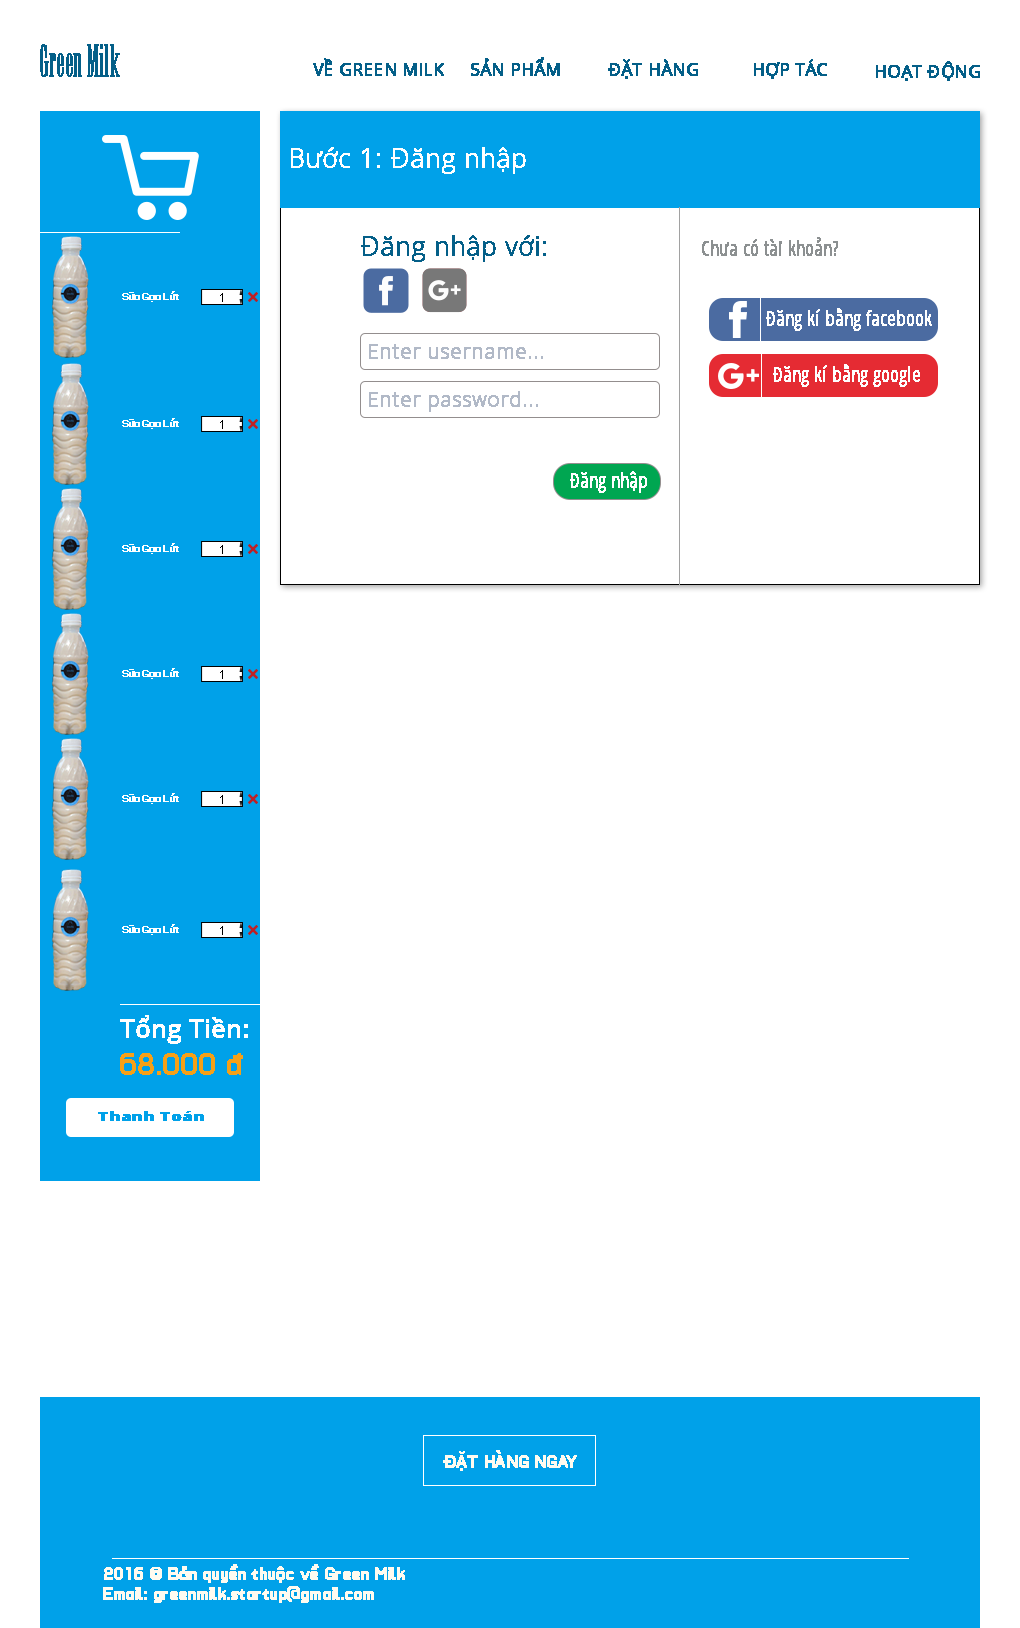 Green Milk
VỀ GREEN MILK
SẢN PHẨM
ĐẶT HÀNG
HỢP TÁC
HOẠT ĐỘNG
Bước 1: Đăng nhập
Đăng nhập với:
Enter username...
Enter password...
Đăng nhập
Chưa có tài khoản?
Đăng kí bằng facebook
G+ Đăng kí bằng google
Sữa Gạo Lứt 1
Sữa Gạo Lứt 1
Sữa Gạo Lứt 1
Sữa Gạo Lứt 1
Sữa Gạo Lứt 1
Sữa Gạo Lứt 1
Tổng Tiền:
68.000 đ
Thanh Toán
ĐẶT HÀNG NGAY
2016 @ Bản quyền thuộc về Green Milk
Email: greenmilk.startup@gmail.com